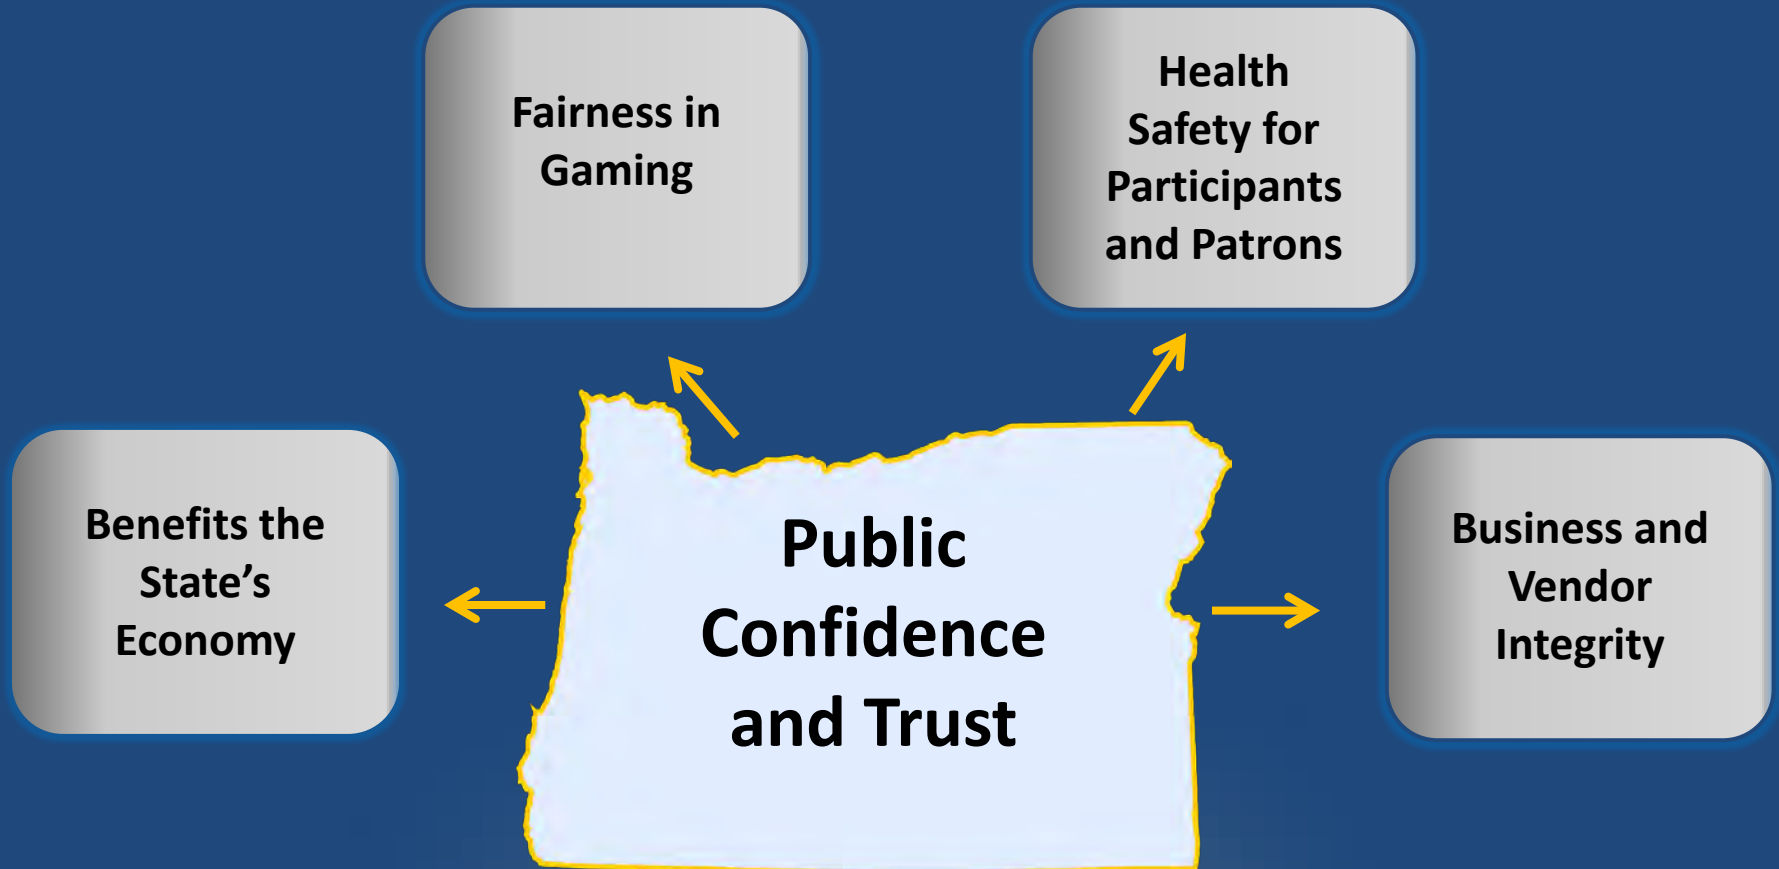 Fairness in
Gaming
Health
Safety for
Participants
and Patrons
Benefits the
State’s
Economy
Public
Confidence
and Trust
Business and
Vendor
Integrity